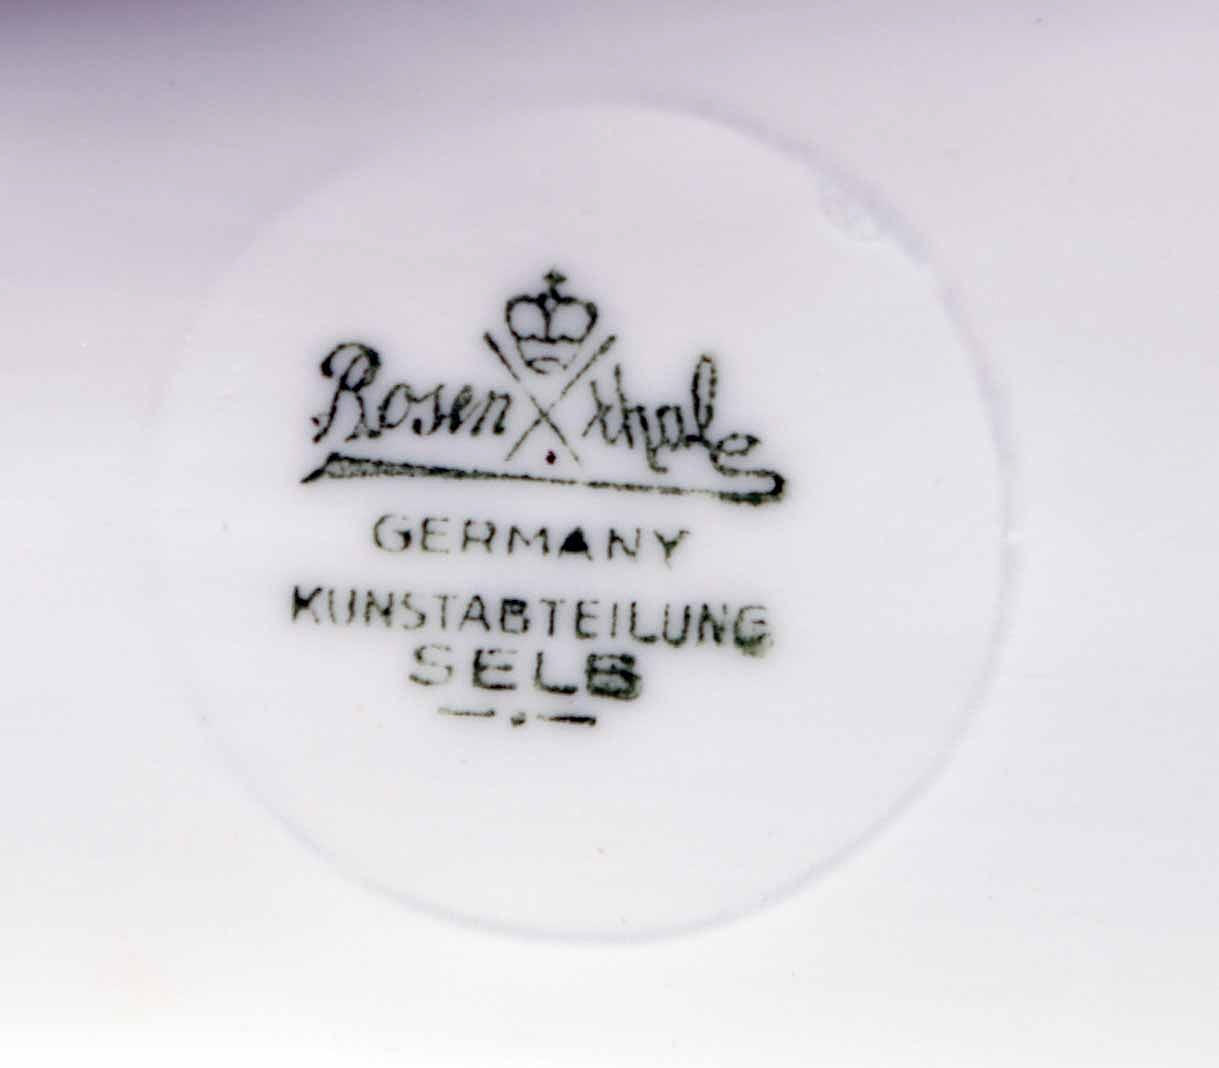 Rosenthal
GERMANY
KUNSTABTEILUNG
SELB